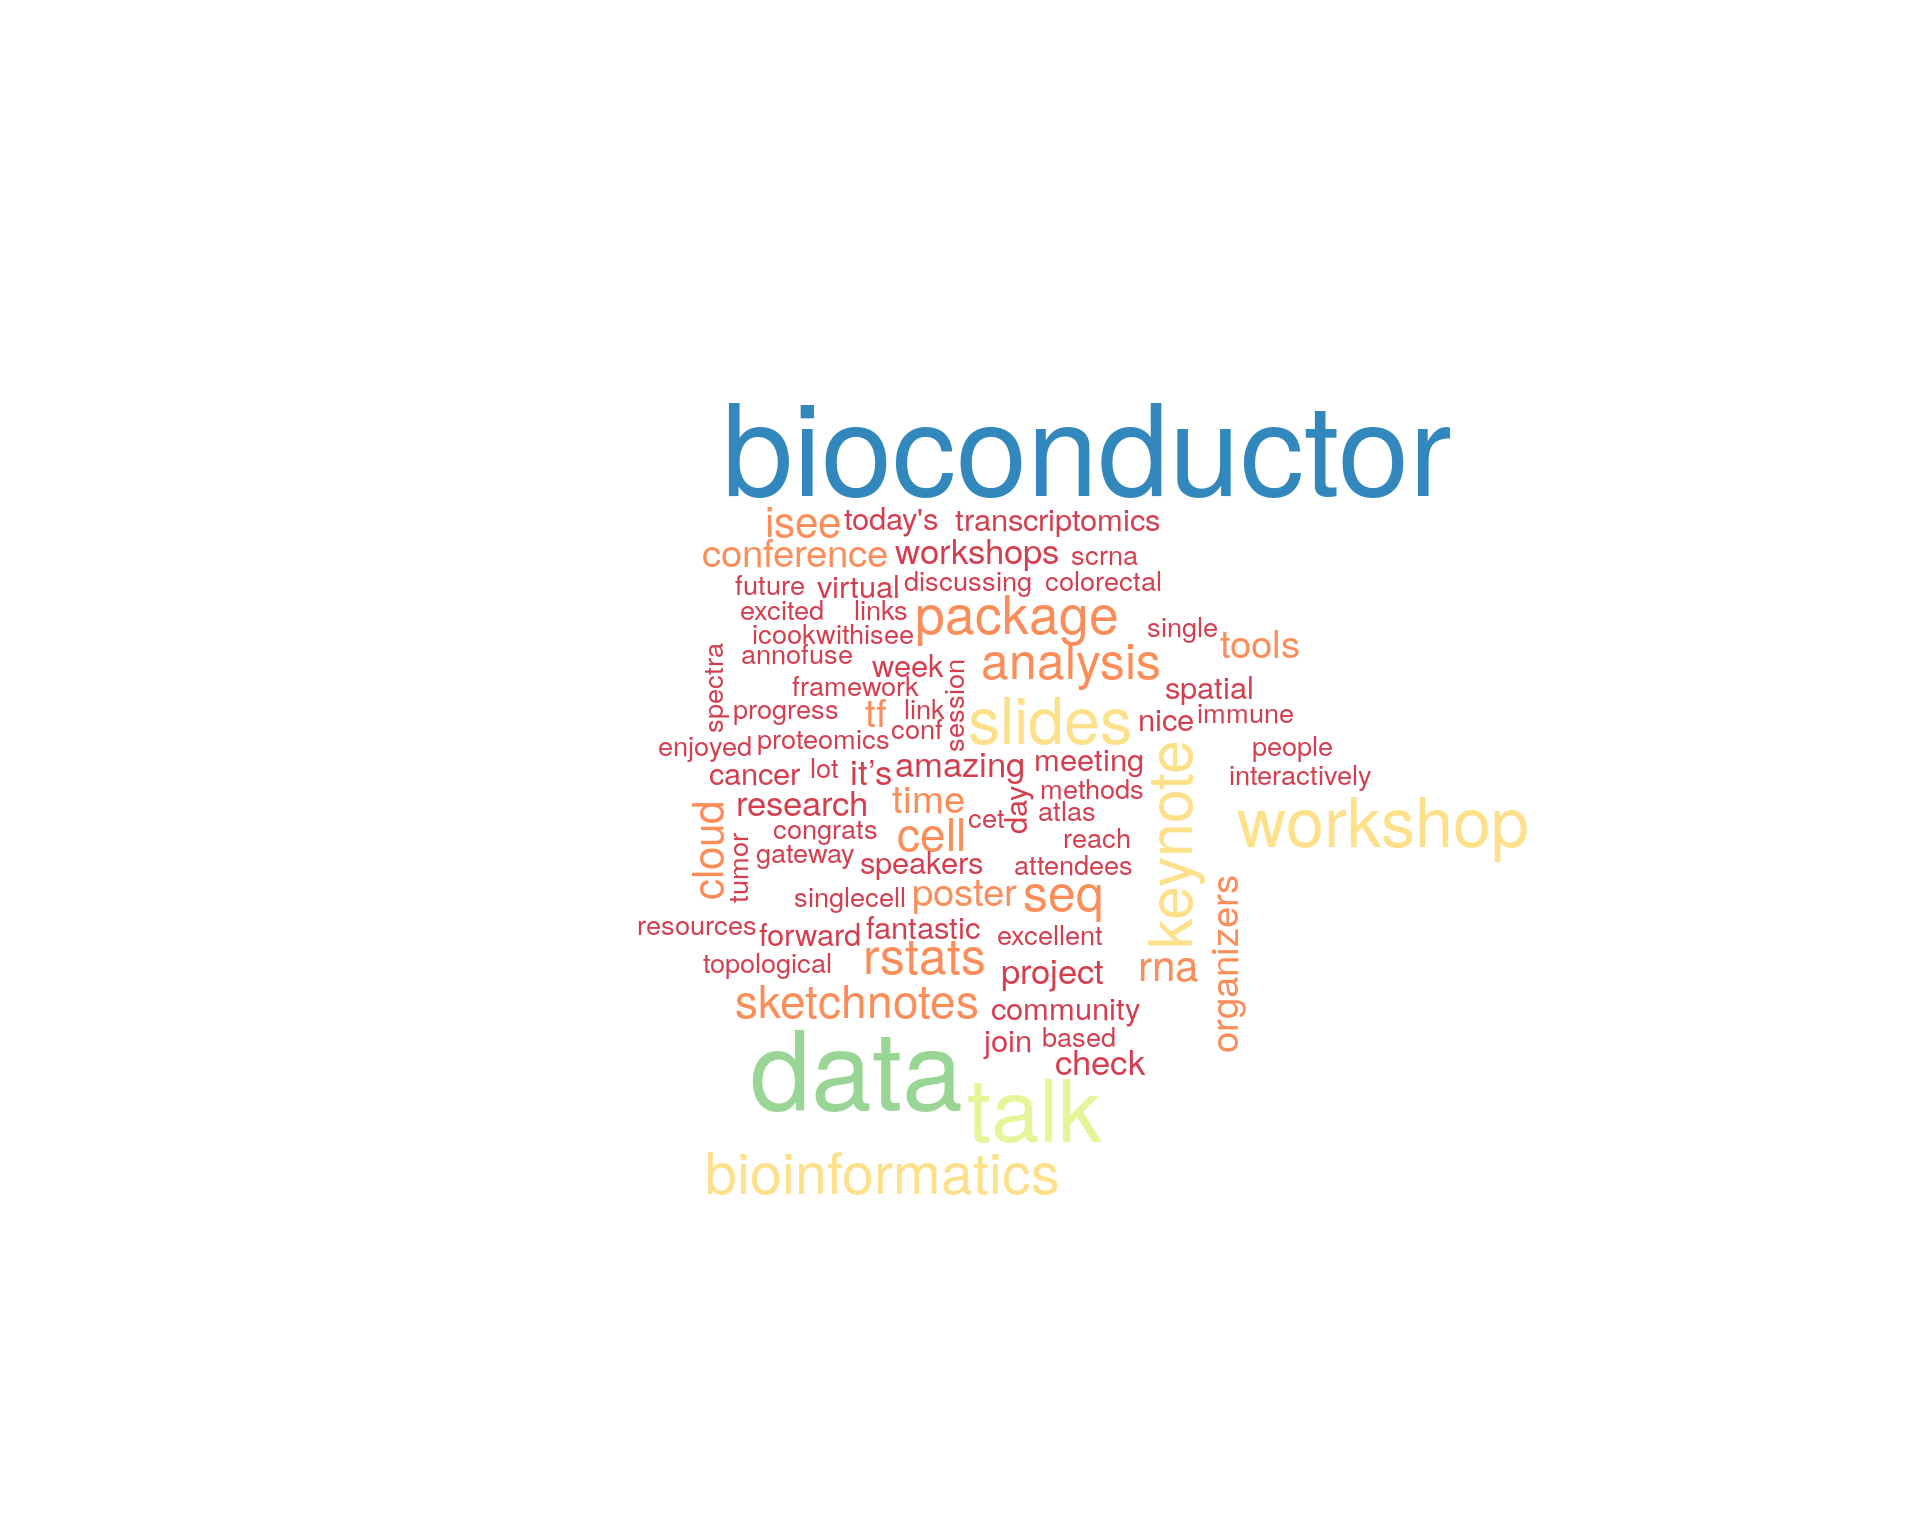 bioconductor
isee today's transcriptomics
conference workshops scrna
future virtual discussing colorectal
excited links package single
icookwithisee tools
annofuse week analysis
spectra
framework session spatial
progress tf link slides nice immune
enjoyed proteomics conf people
cancer lot it’s amazing meeting interactively
keynote
research time day methods workshop
cloud
congrats cell cet atlas
tumor gateway reach
speakers attendees
singlecell poster seq
organizers
resources forward fantastic excellent
topological rstats project rna
sketchnotes community
join based
check
data talk
bioinformatics